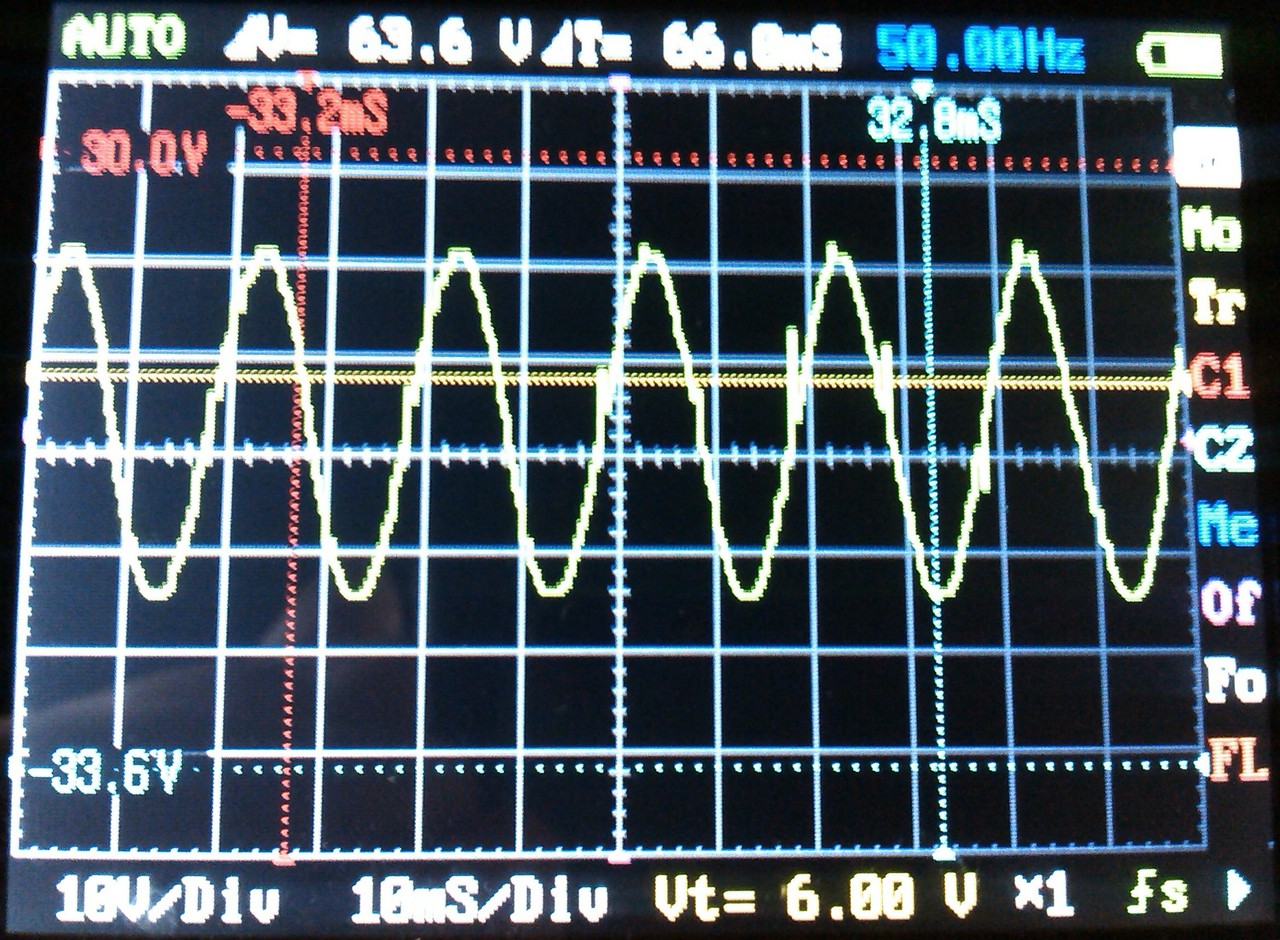 AUTO ⊿V= 63.6 V ⊿T= 66.0mS 50.00Hz
-33.2mS 32.8mS
30.0V
Mo
Tr
C1
C2
Me
Of
Fo
FL
-33.6V
10V/Div 10mS/Div Vt= 6.00 V ×1 s